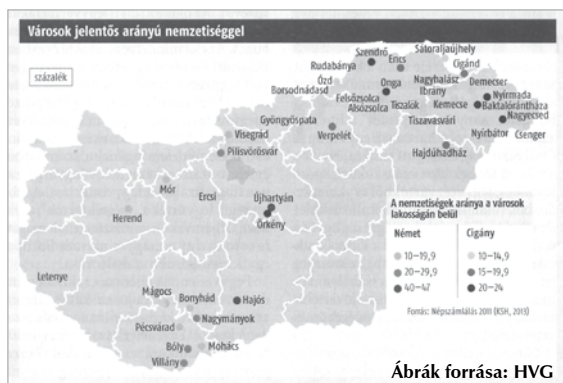 Városok jelentős arányú nemzetiséggel
százalék
Szendrő
Sátoraljaújhely
Rudabánya
Encs
Cigánd
Ózd
Onga
Nagyhalász
Demecser
Borsodnádasd
Felsőzsolca
Ibrány
Nyírmada
Alsózsolca
Tiszalök
Kemecse
Baktalórántháza
Gyöngyöspata
Tiszavasvári
Nagyecsed
Visegrád
Verpelét
Nyírbátor
Csenger
Pilisvörösvár
Hajdúhadház
Mór
Ercsi
Újhartyán
Herend
Örkény
Letenye
Mágocs
Bonyhád
Hajós
Nagymányok
Pécsvárad
Bóly
Mohács
Villány
A nemzetiségek aránya a városok
lakosságán belül
Német Cigány
10–19,9 10–14,9
20–29,9 15–19,9
40–47 20–24
Forrás: Népszámlálás 2011 (KSH, 2013)
Ábrák forrása: HVG